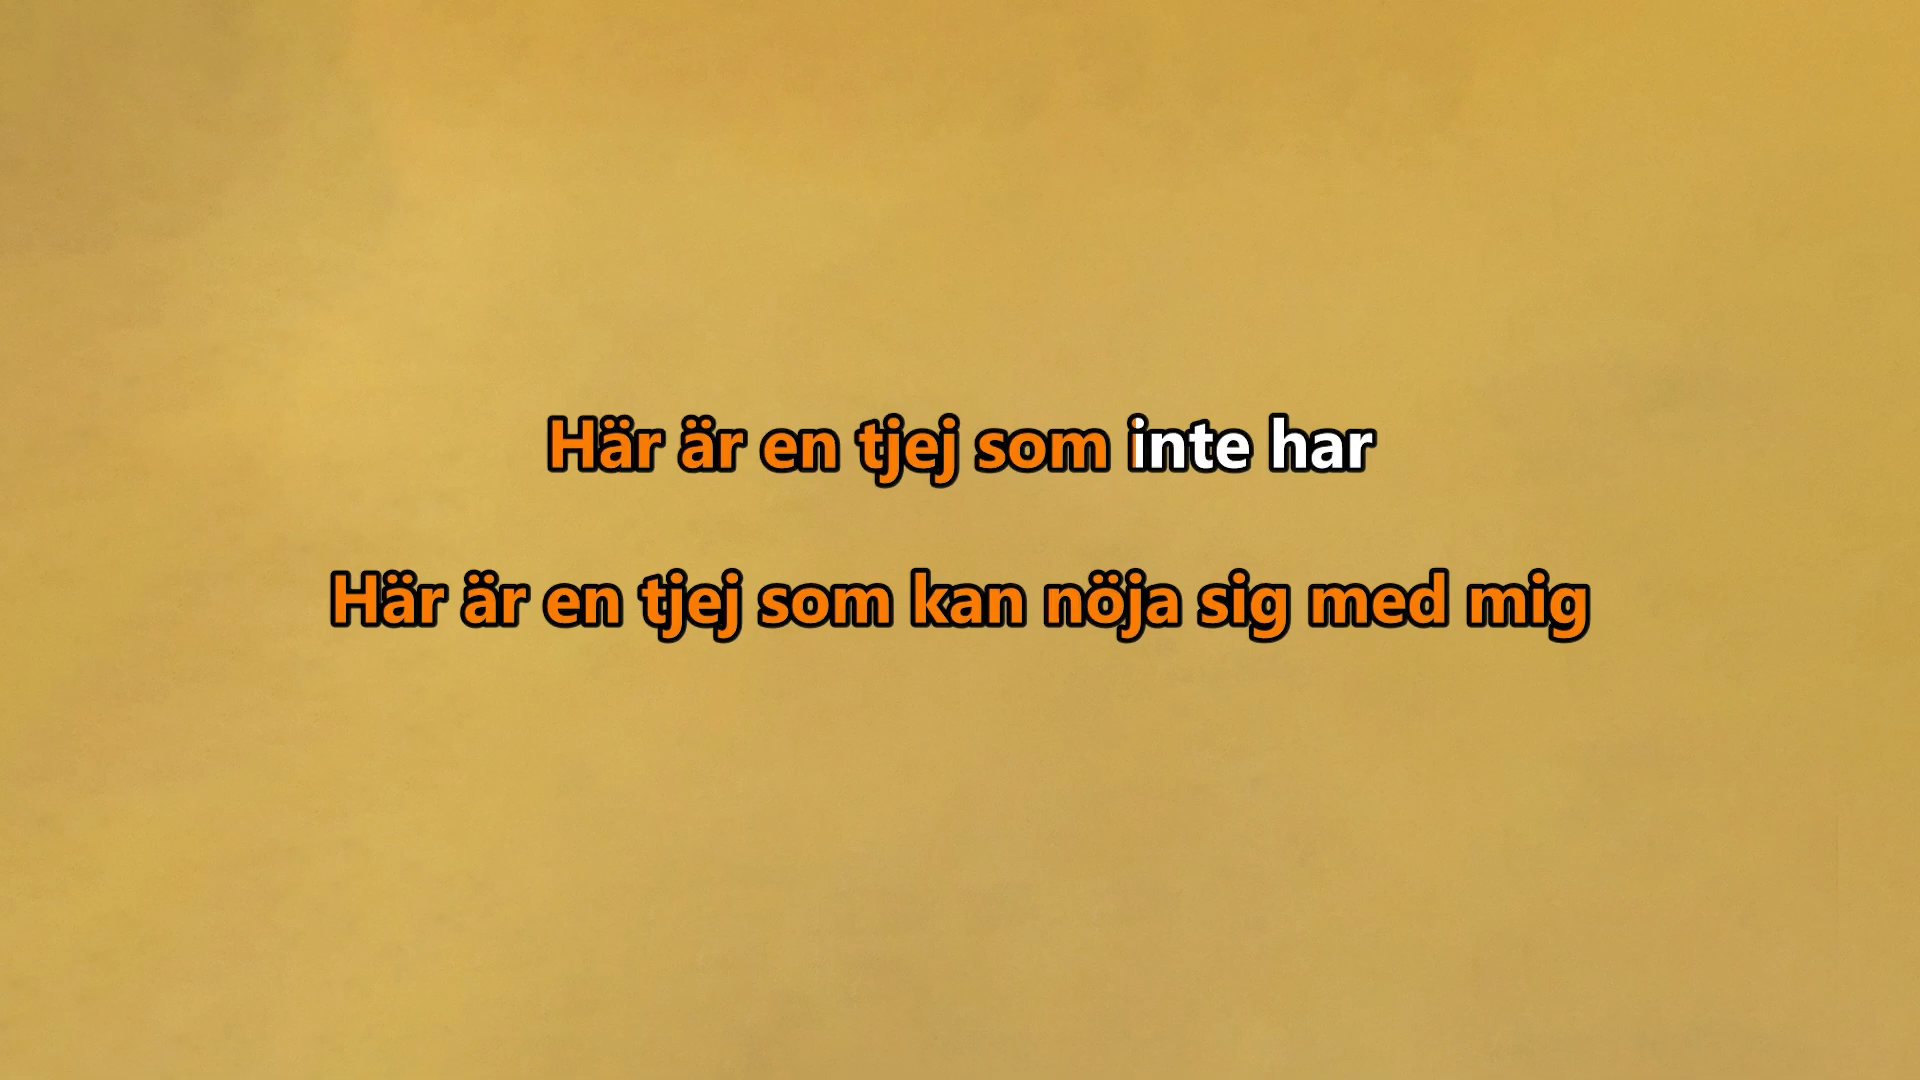 Här är en tjej som inte har
Här är en tjej som kan nöja sig med mig